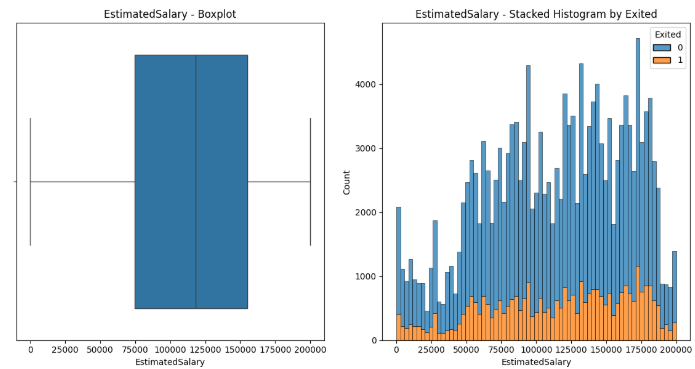 EstimatedSalary - Boxplot
0 25000 50000 75000 100000 125000 150000 175000 200000
EstimatedSalary
EstimatedSalary - Stacked Histogram by Exited
Exited
0
1
4000
3000
2000
1000
0
Count
0 25000 50000 75000 100000 125000 150000 175000 200000
EstimatedSalary